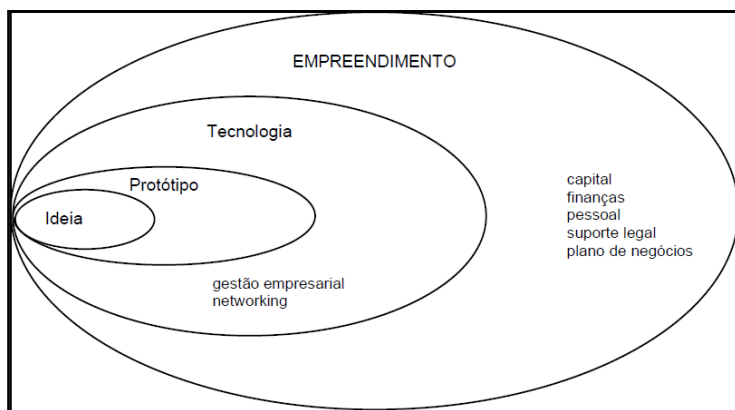 EMPREENDIMENTO
Tecnologia
Protótipo
Ideia
capital
finanças
pessoal
suporte legal
plano de negócios
gestão empresarial
networking